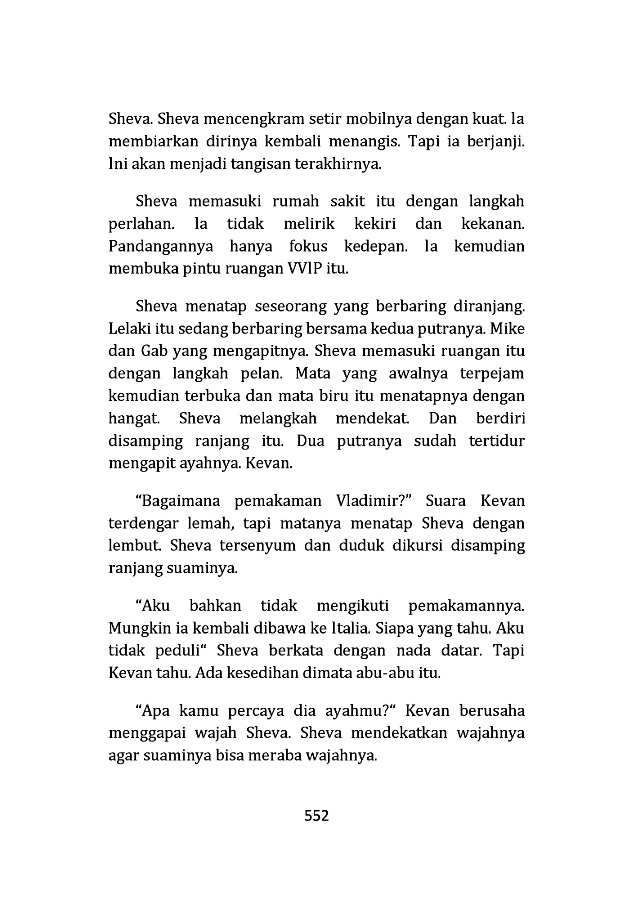 Sheva. Sheva mencengkram setir mobilnya dengan kuat. Ia
membiarkan dirinya kembali menangis. Tapi ia berjanji.
Ini akan menjadi tangisan terakhirnya.
Sheva memasuki rumah sakit itu dengan langkah
perlahan. Ia tidak melirik kekiri dan kekanan.
Pandangannya hanya fokus kedepan. Ia kemudian
membuka pintu ruangan VVIP itu.
Sheva menatap seseorang yang berbaring diranjang.
Lelaki itu sedang berbaring bersama kedua putranya. Mike
dan Gab yang mengapitnya. Sheva memasuki ruangan itu
dengan langkah pelan. Mata yang awalnya terpejam
kemudian terbuka dan mata biru itu menatapnya dengan
hangat. Sheva melangkah mendekat. Dan berdiri
disamping ranjang itu. Dua putranya sudah tertidur
mengapit ayahnya. Kevan.
“Bagaimana pemakaman Vladimir?” Suara Kevan
terdengar lemah, tapi matanya menatap Sheva dengan
lembut. Sheva tersenyum dan duduk dikursi disamping
ranjang suaminya.
“Aku bahkan tidak mengikuti pemakamannya.
Mungkin ia kembali dibawa ke Italia. Siapa yang tahu. Aku
tidak peduli“ Sheva berkata dengan nada datar. Tapi
Kevan tahu. Ada kesedihan dimata abu-abu itu.
“Apa kamu percaya dia ayahmu?“ Kevan berusaha
menggapai wajah Sheva. Sheva mendekatkan wajahnya
agar suaminya bisa meraba wajahnya.
552